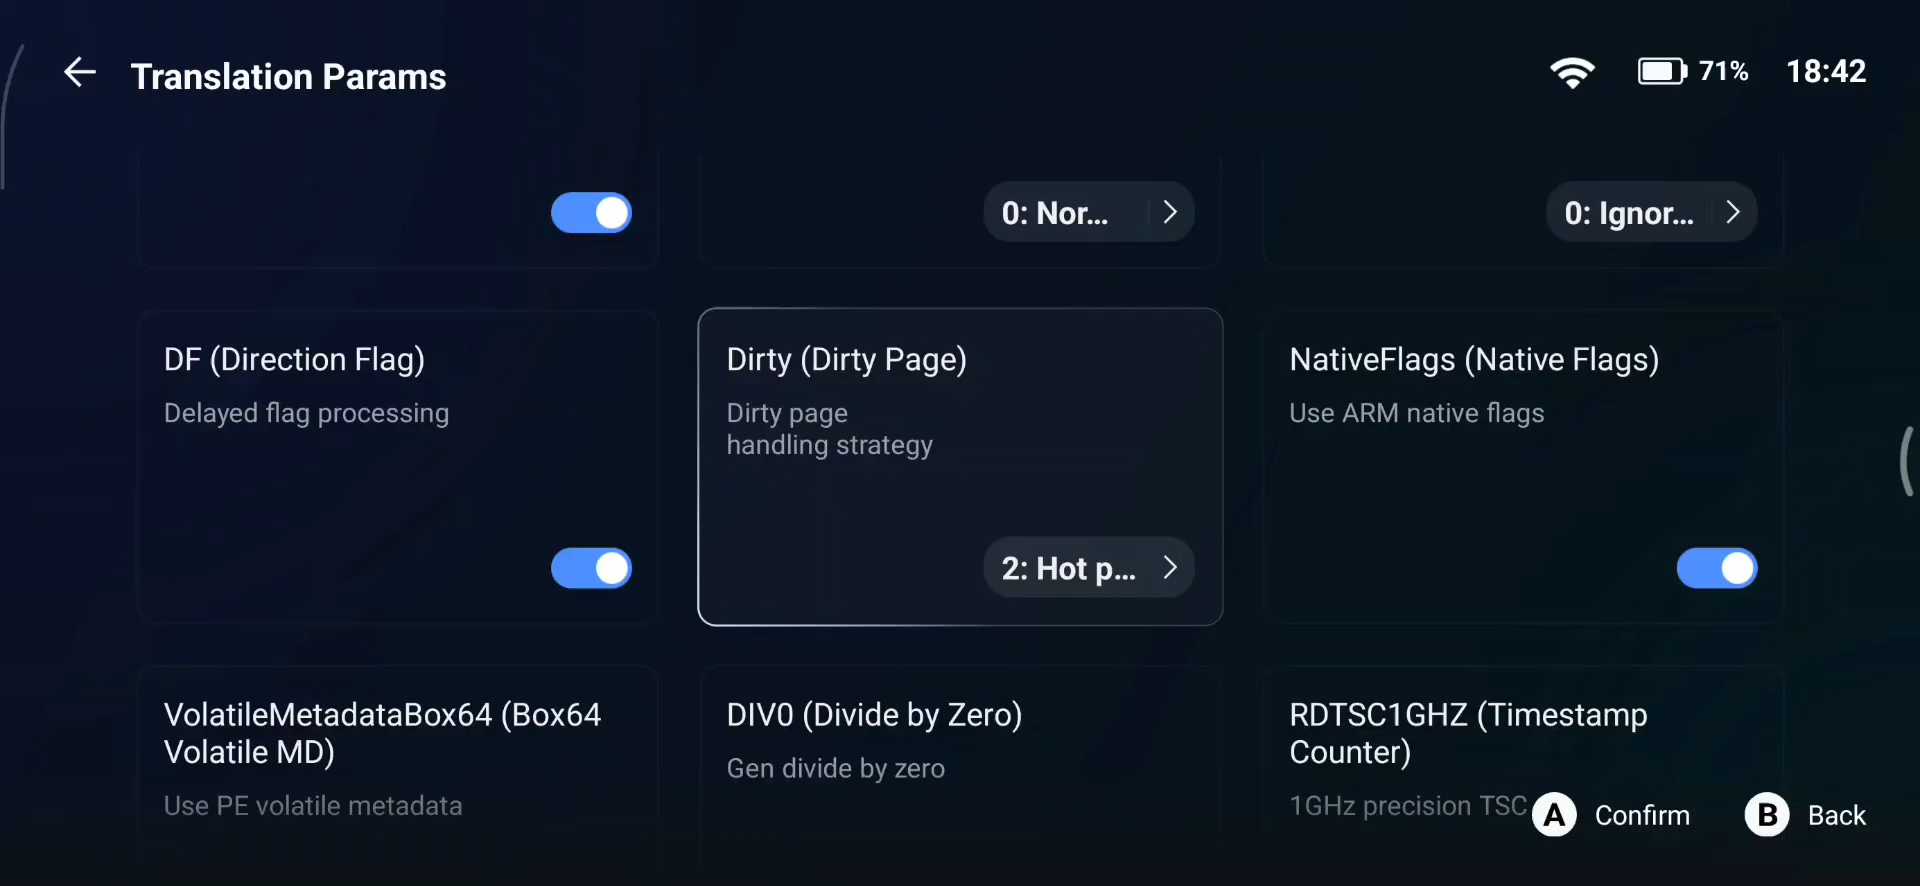 Translation Params
71%
18:42
0: Nor...
0: Ignor...
DF (Direction Flag)
Delayed flag processing
Dirty (Dirty Page)
Dirty page
handling strategy
2: Hot p...
NativeFlags (Native Flags)
Use ARM native flags
VolatileMetadataBox64 (Box64
Volatile MD)
Use PE volatile metadata
DIV0 (Divide by Zero)
Gen divide by zero
RDTSC1GHZ (Timestamp
Counter)
1GHz precision TSC
A Confirm
B Back